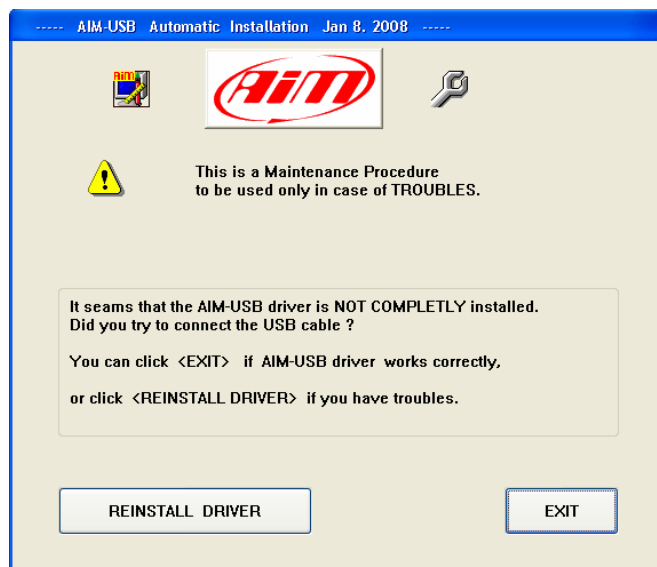 ----- AIM-USB Automatic Installation Jan 8. 2008 -----
AiM
AiM
This is a Maintenance Procedure
to be used only in case of TROUBLES.
It seams that the AIM-USB driver is NOT COMPLETLY installed.
Did you try to connect the USB cable ?
You can click <EXIT> if AIM-USB driver works correctly,
or click <REINSTALL DRIVER> if you have troubles.
REINSTALL DRIVER
EXIT